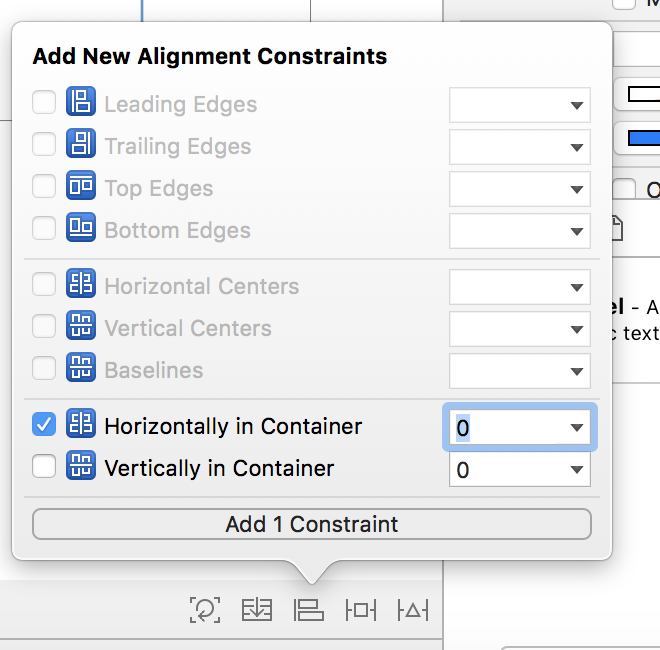 Add New Alignment Constraints
Leading Edges
Trailing Edges
Top Edges
Bottom Edges
Horizontal Centers
Vertical Centers
Baselines
Horizontally in Container 0
Vertically in Container 0
Add 1 Constraint
el - A
c text